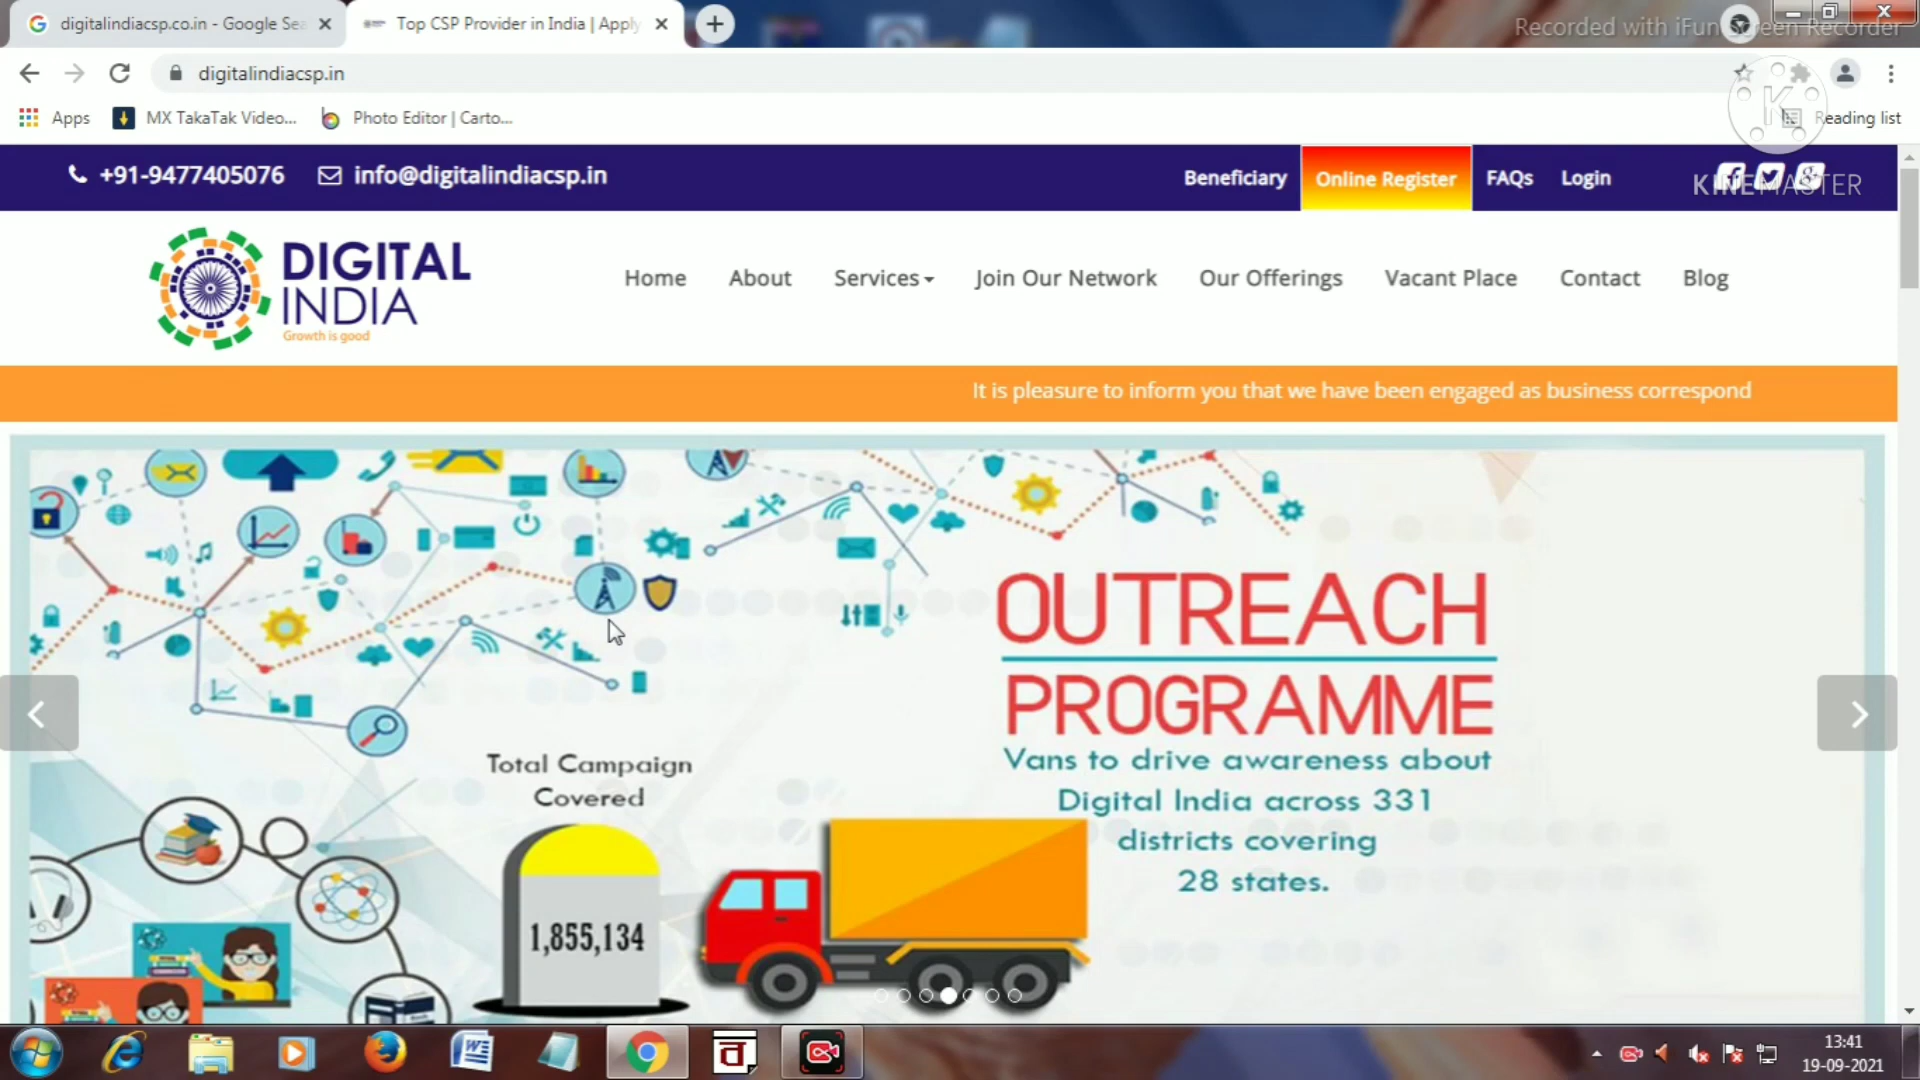 digitalindiacsp.co.in - Google Sea
Top CSP Provider in India | Apply
Recorded with iFun Screen Recorder
digitalindiacsp.in
Apps
MX TakaTak Video...
Photo Editor | Carto...
Reading list
+91-9477405076
info@digitalindiacsp.in
Beneficiary
Online Register
FAQs
Login
KINEMASTER
DIGITAL
INDIA
Growth is good
Home
About
Services
Join Our Network
Our Offerings
Vacant Place
Contact
Blog
It is pleasure to inform you that we have been engaged as business correspond
OUTREACH
PROGRAMME
Vans to drive awareness about
Digital India across 331
districts covering
28 states.
Total Campaign
Covered
1,855,134
13:41
19-09-2021